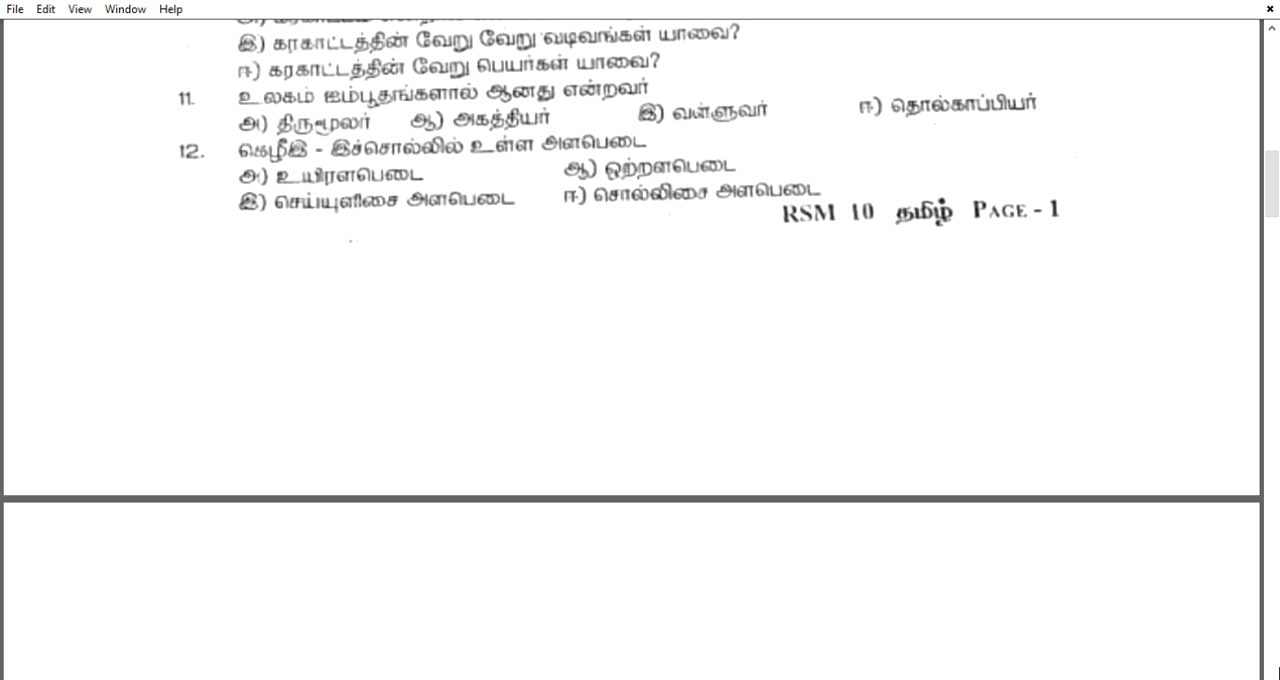 File Edit View Window Help
இ) கரகாட்டத்தின் வேறு வேறு வடிவங்கள் யாவை?
ஈ) கரகாட்டத்தின் வேறு பெயர்கள் யாவை?
11. உலகம் ஐம்பூதங்களால் ஆனது என்றவர்
அ) திருமூலர் ஆ) அகத்தியர் இ) வள்ளுவர் ஈ) தொல்காப்பியர்
12. கெழீஇ - இச்சொல்லில் உள்ள அளபெடை
அ) உயிரளபெடை ஆ) ஒற்றளபெடை
இ) செய்யுளிசை அளபெடை ஈ) சொல்லிசை அளபெடை
RSM 10 தமிழ் PAGE - 1